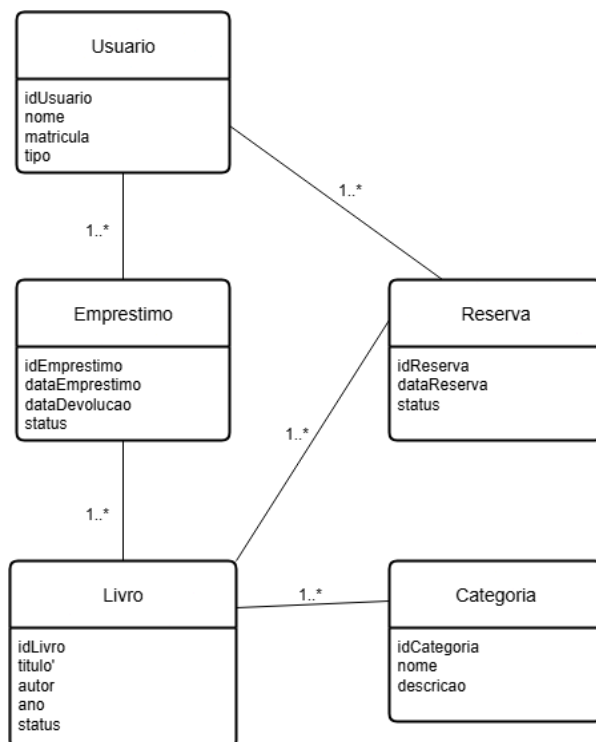 Usuario
idUsuario
nome
matricula
tipo
1..*
1..*
Emprestimo
idEmprestimo
dataEmprestimo
dataDevolucao
status
Reserva
idReserva
dataReserva
status
1..*
1..*
Livro
idLivro
titulo'
autor
ano
status
1..*
Categoria
idCategoria
nome
descricao